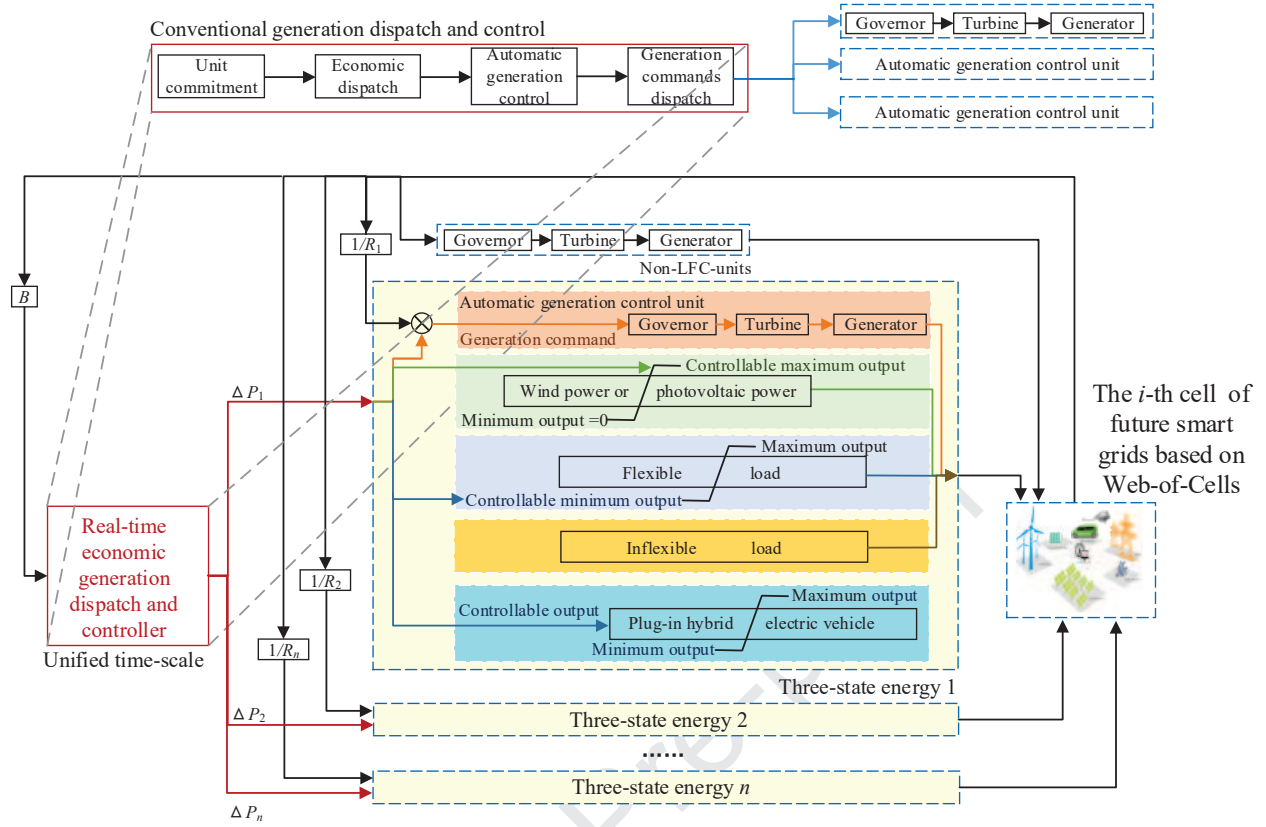 Conventional generation dispatch and control
Unit
commitment
Economic
dispatch
Automatic
generation
control
Generation
commands
dispatch
Governor
Turbine
Generator
Automatic generation control unit
Automatic generation control unit
B
1/R1
Governor
Turbine
Generator
Non-LFC-units
Automatic generation control unit
Generation command
Governor
Turbine
Generator
Controllable maximum output
Wind power or photovoltaic power
Minimum output =0
Maximum output
Flexible load
Controllable minimum output
Inflexible load
Controllable output
Maximum output
Plug-in hybrid electric vehicle
Minimum output
Three-state energy 1
Δ P1
The i-th cell of
future smart
grids based on
Web-of-Cells
Real-time
economic
generation
dispatch and
controller
Unified time-scale
1/R2
1/Rn
Δ P2
Three-state energy 2
......
Three-state energy n
Δ Pn